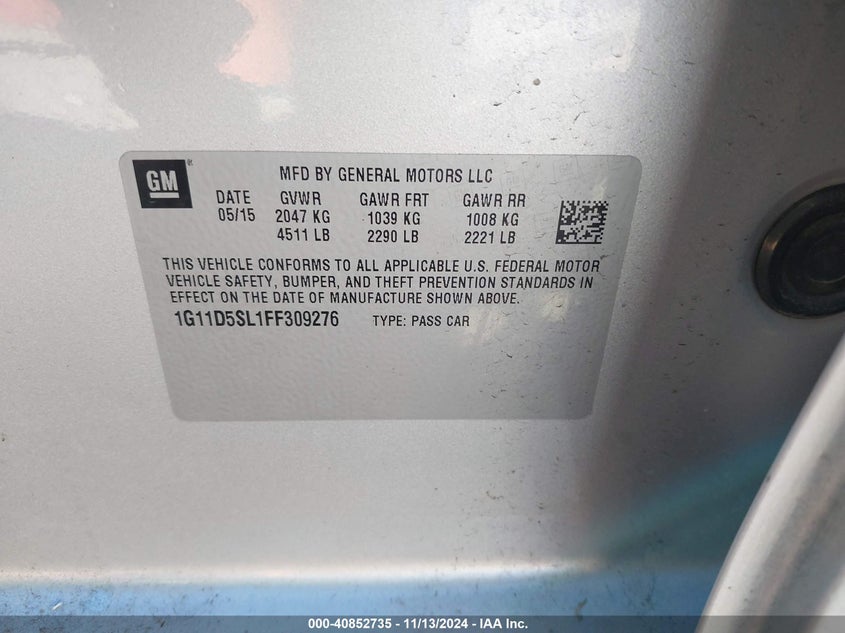 GM
MFD BY GENERAL MOTORS LLC
DATE GVWR GAWR FRT GAWR RR
05/15 2047 KG 1039 KG 1008 KG
4511 LB 2290 LB 2221 LB
THIS VEHICLE CONFORMS TO ALL APPLICABLE U.S. FEDERAL MOTOR
VEHICLE SAFETY, BUMPER, AND THEFT PREVENTION STANDARDS IN
EFFECT ON THE DATE OF MANUFACTURE SHOWN ABOVE.
1G11D5SL1FF309276 TYPE: PASS CAR
000-40852735 - 11/13/2024 - IAA Inc.